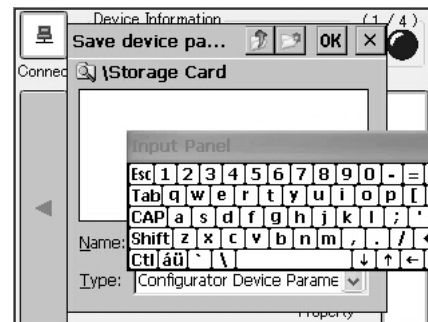 Device Information (1/4)
Save device pa... OK ×
Connec
\Storage Card
Input Panel
Esc 1 2 3 4 5 6 7 8 9 0 - =
Tab q w e r t y u i o p [
CAP a s d f g h j k l ; '
Shift z x c v b n m , . /
Name:
Ctl áü ` \ ↓ ↑ ←
Type: Configurator Device Parame
Property